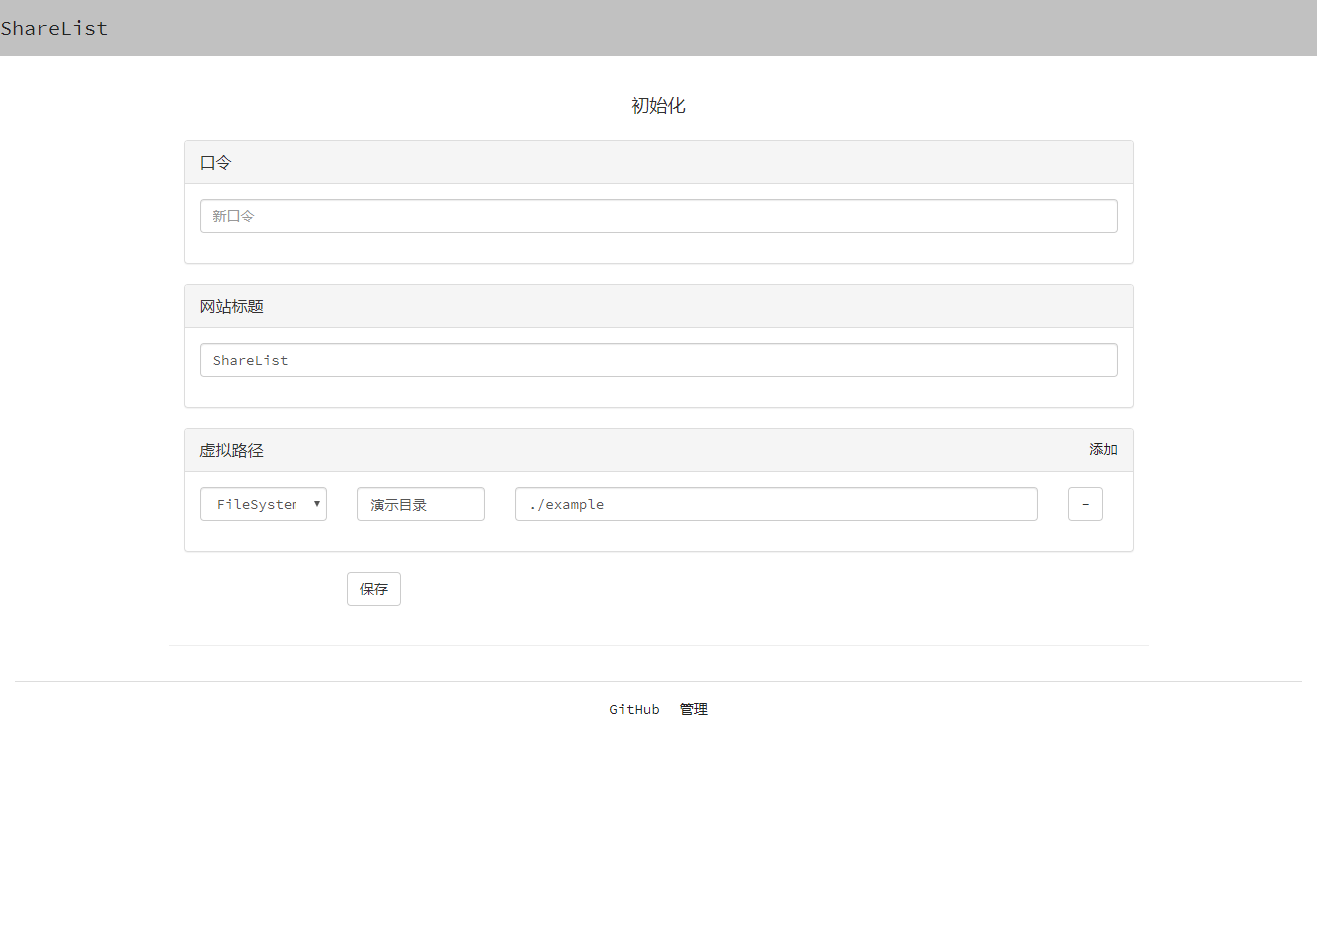 ShareList
初始化
口令
新口令
网站标题
ShareList
虚拟路径 添加
FileSystem 演示目录 ./example -
保存
GitHub 管理